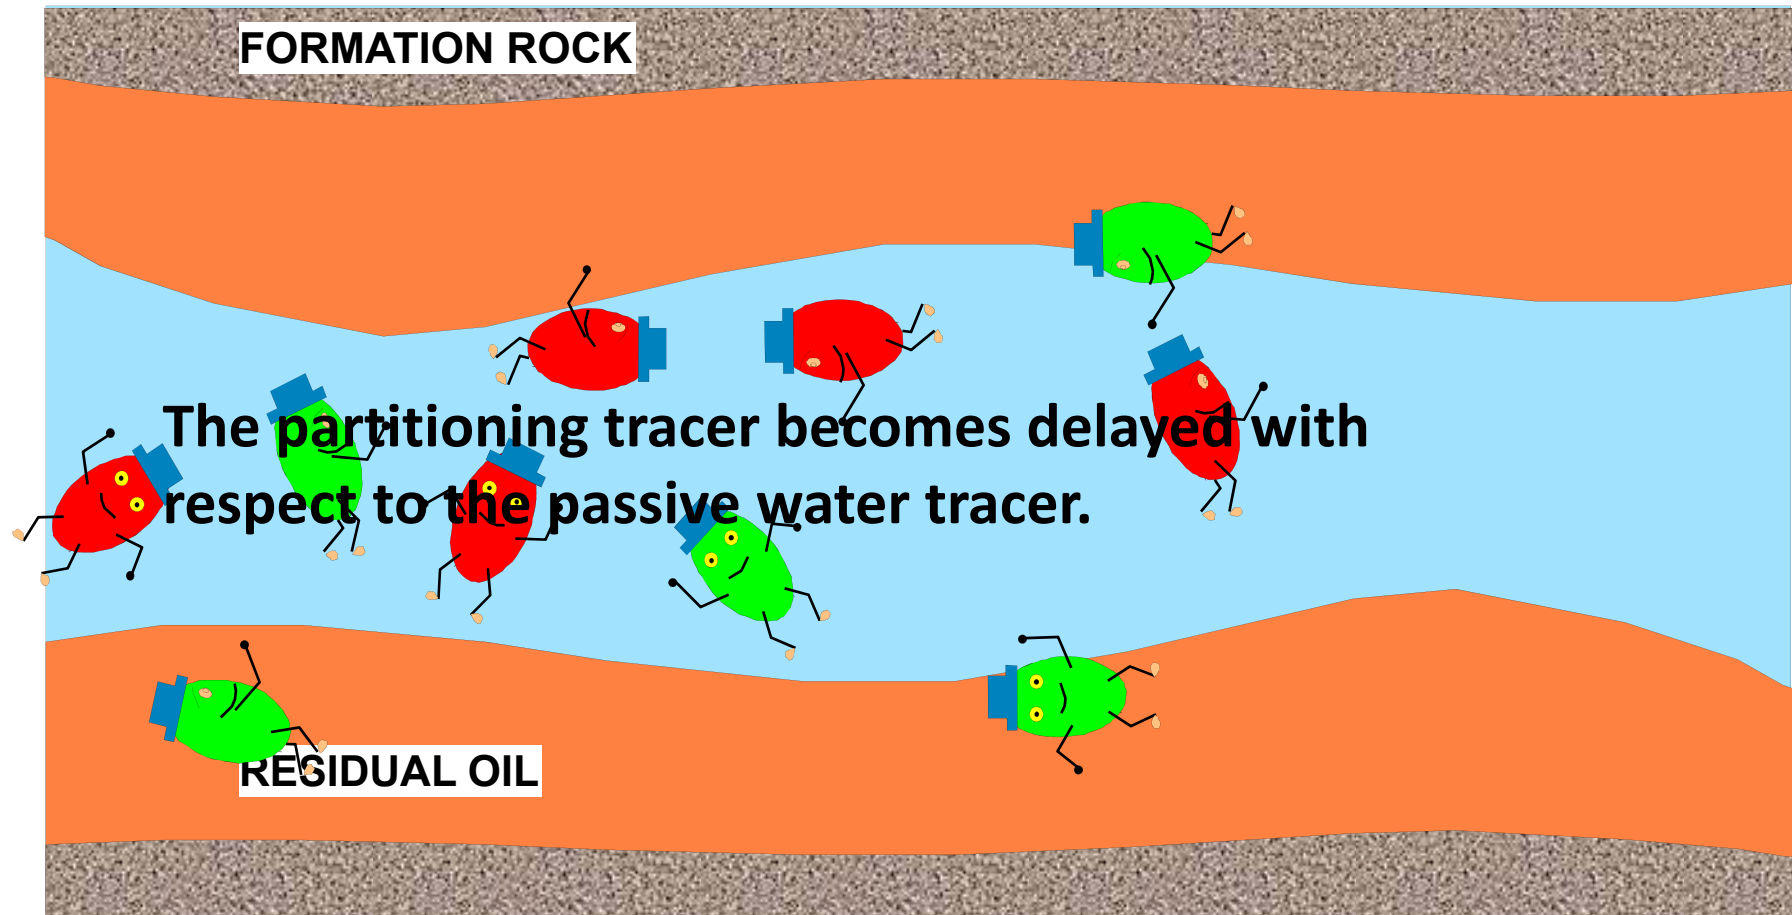 FORMATION ROCK
The partitioning tracer becomes delayed with
respect to the passive water tracer.
RESIDUAL OIL